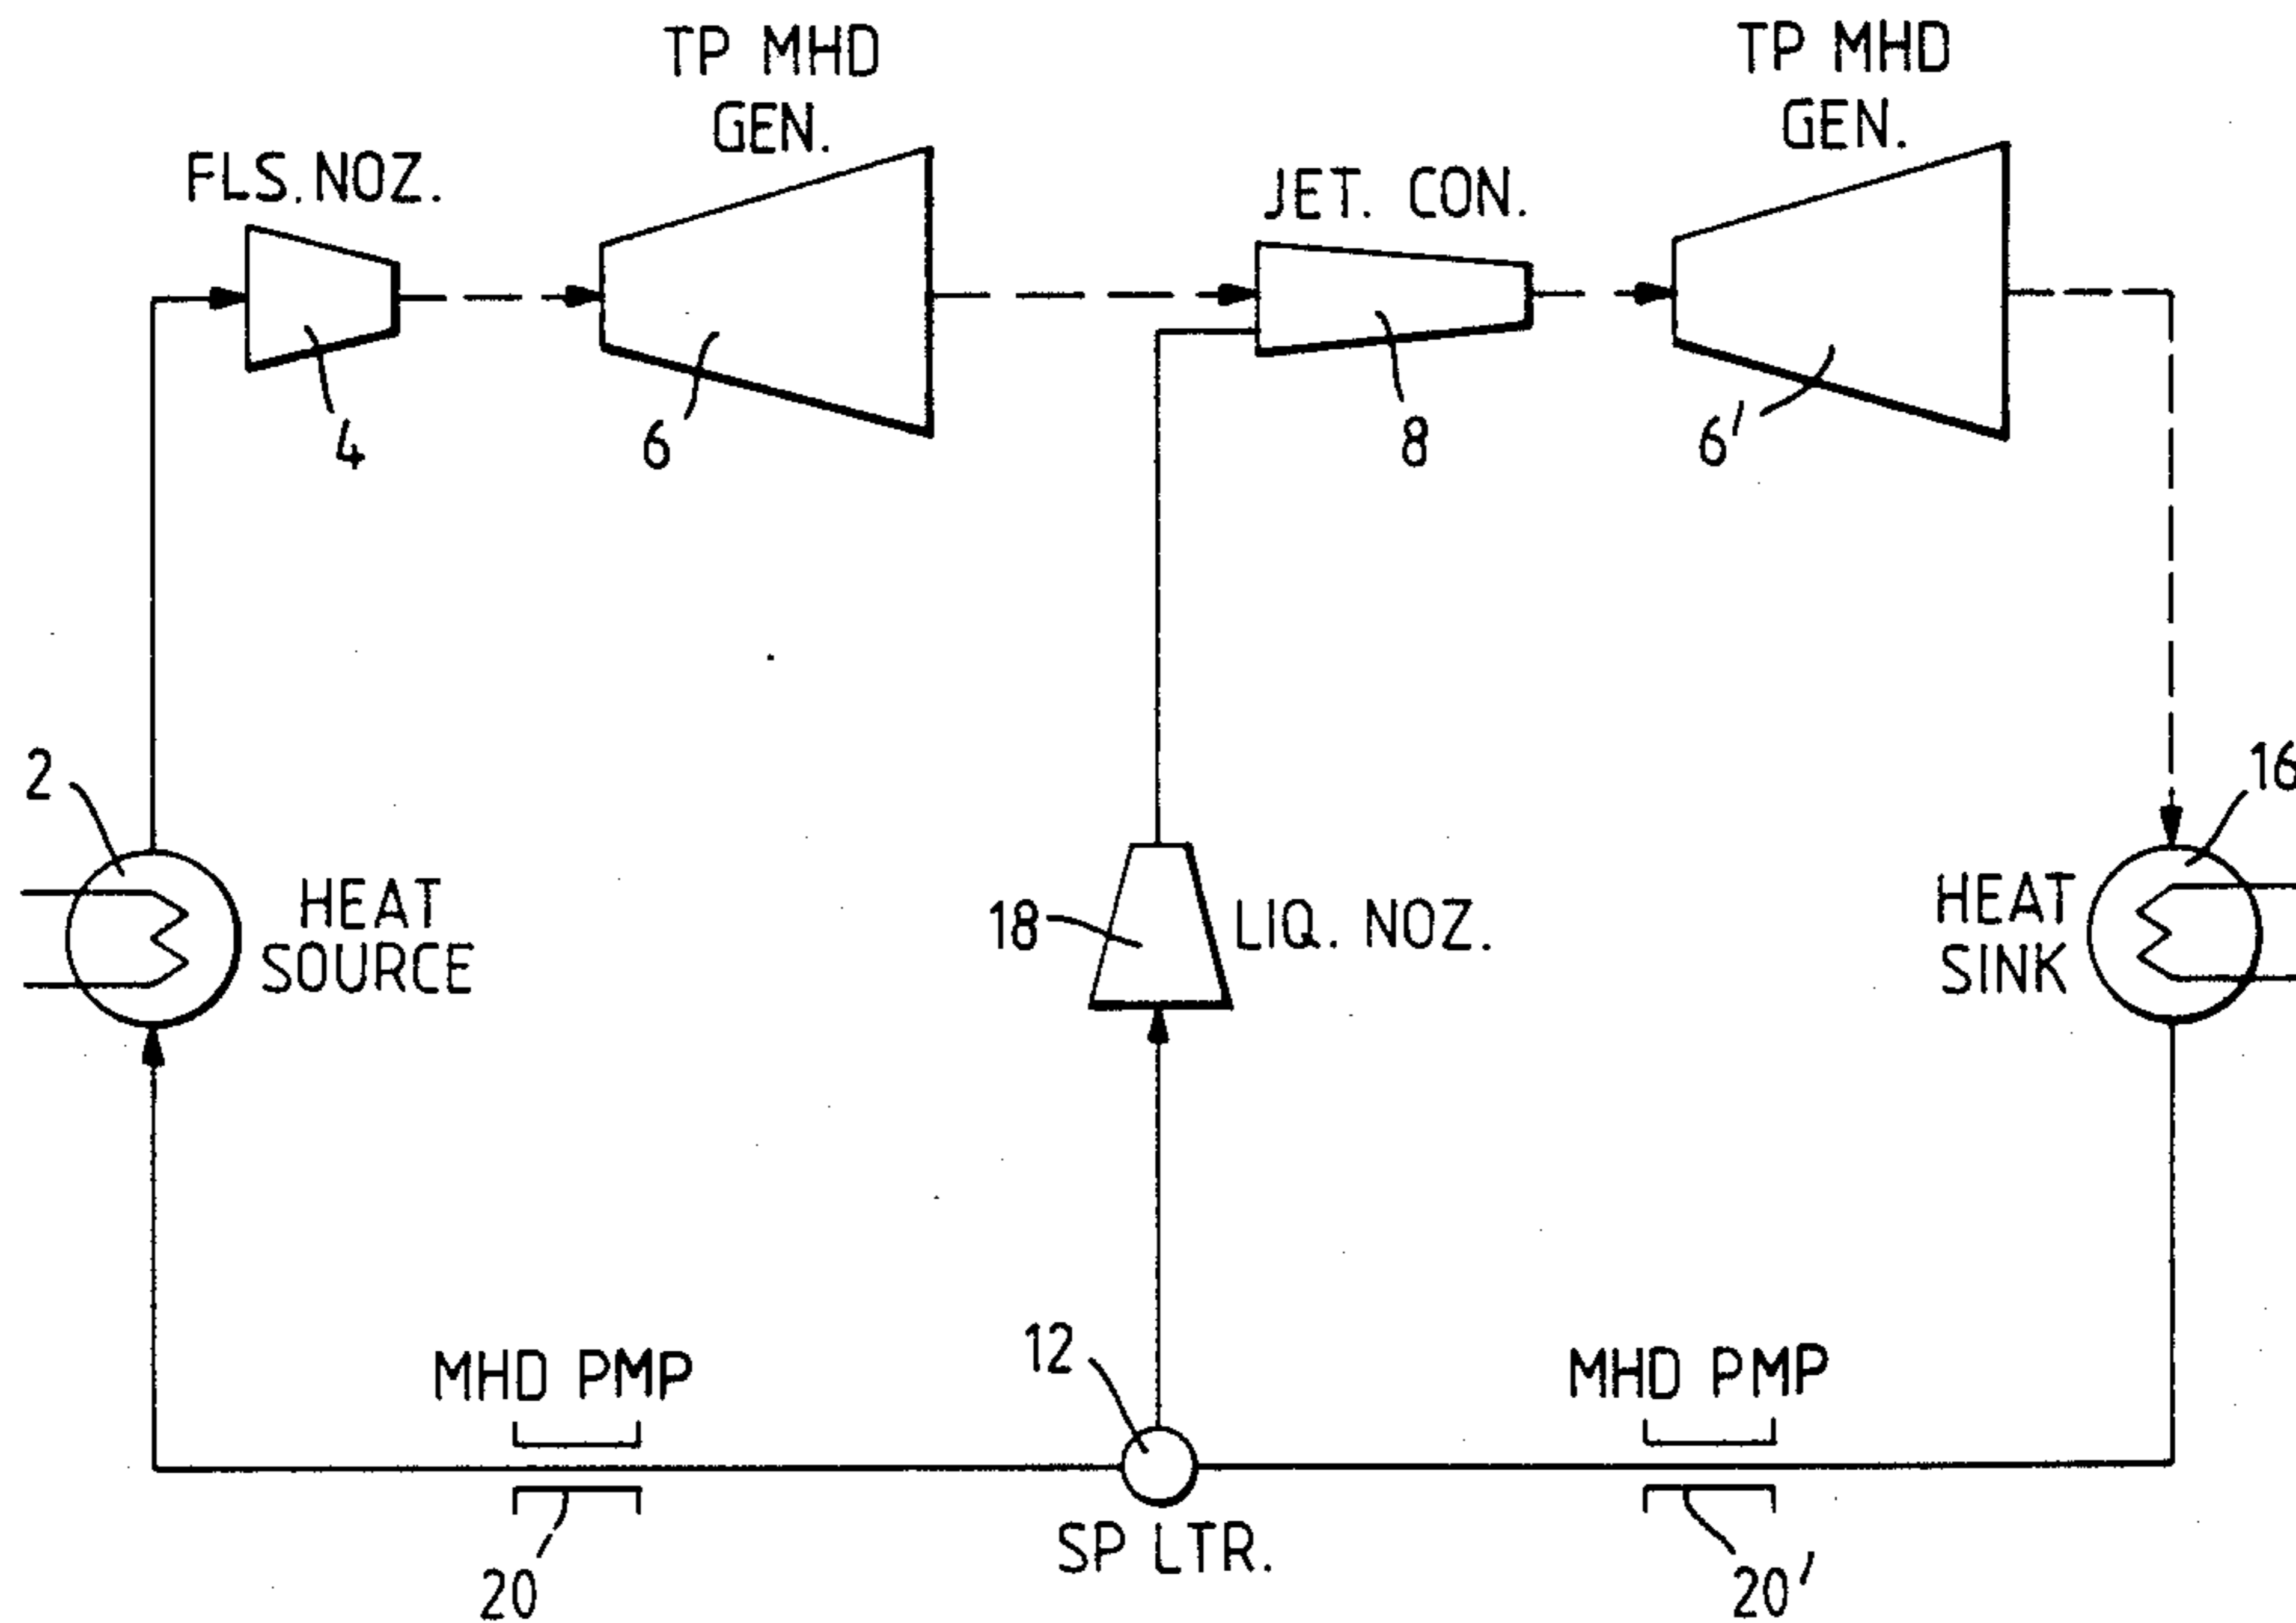 TP MHD
GEN.
TP MHD
GEN.
FLS. NOZ.
JET. CON.
4
6
8
6'
2
16
HEAT
SOURCE
18
LIQ. NOZ.
HEAT
SINK
12
MHD PMP
MHD PMP
SP LTR.
20
20'